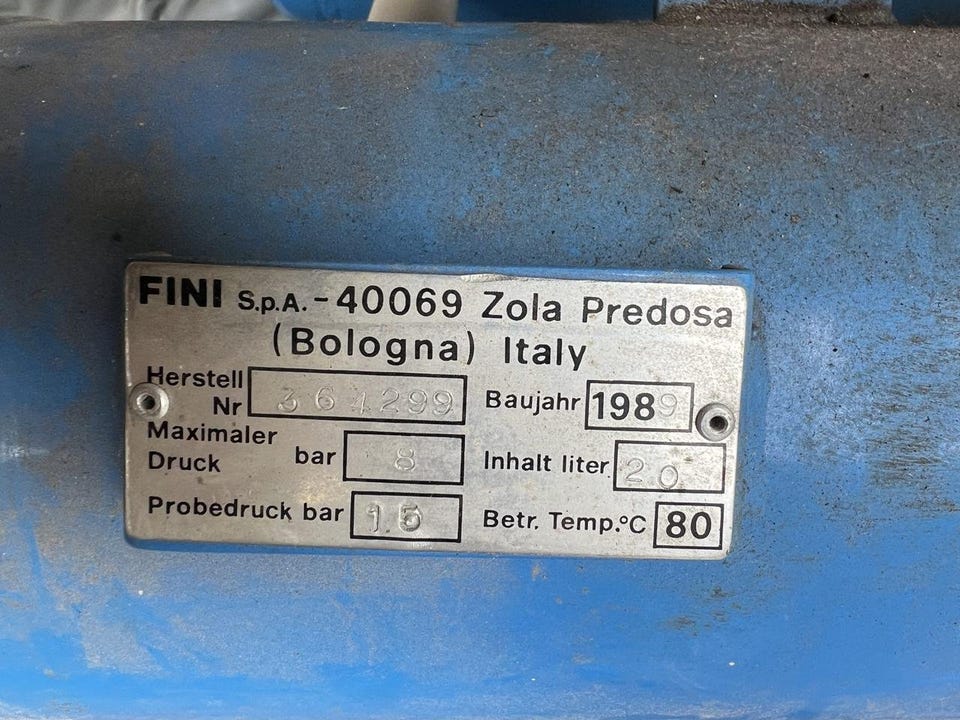 FINI S.p.A. - 40069 Zola Predosa
(Bologna) Italy
Herstell Nr 364299 Baujahr 1989
Maximaler Druck bar 8 Inhalt liter 20
Probedruck bar 15 Betr. Temp.°C 80